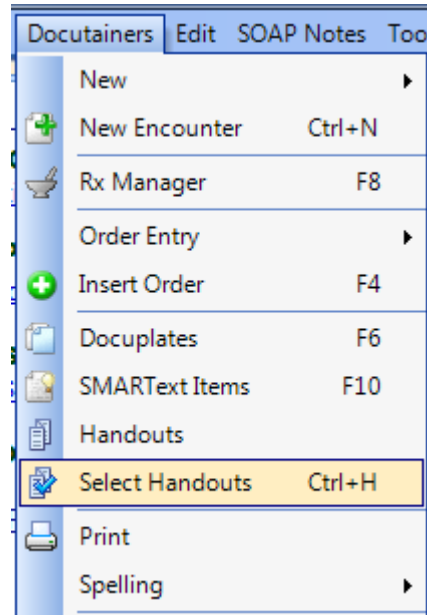 Docutainers Edit SOAP Notes Too
New
New Encounter Ctrl+N
Rx Manager F8
Order Entry
Insert Order F4
Docuplates F6
SMARText Items F10
Handouts
Select Handouts Ctrl+H
Print
Spelling